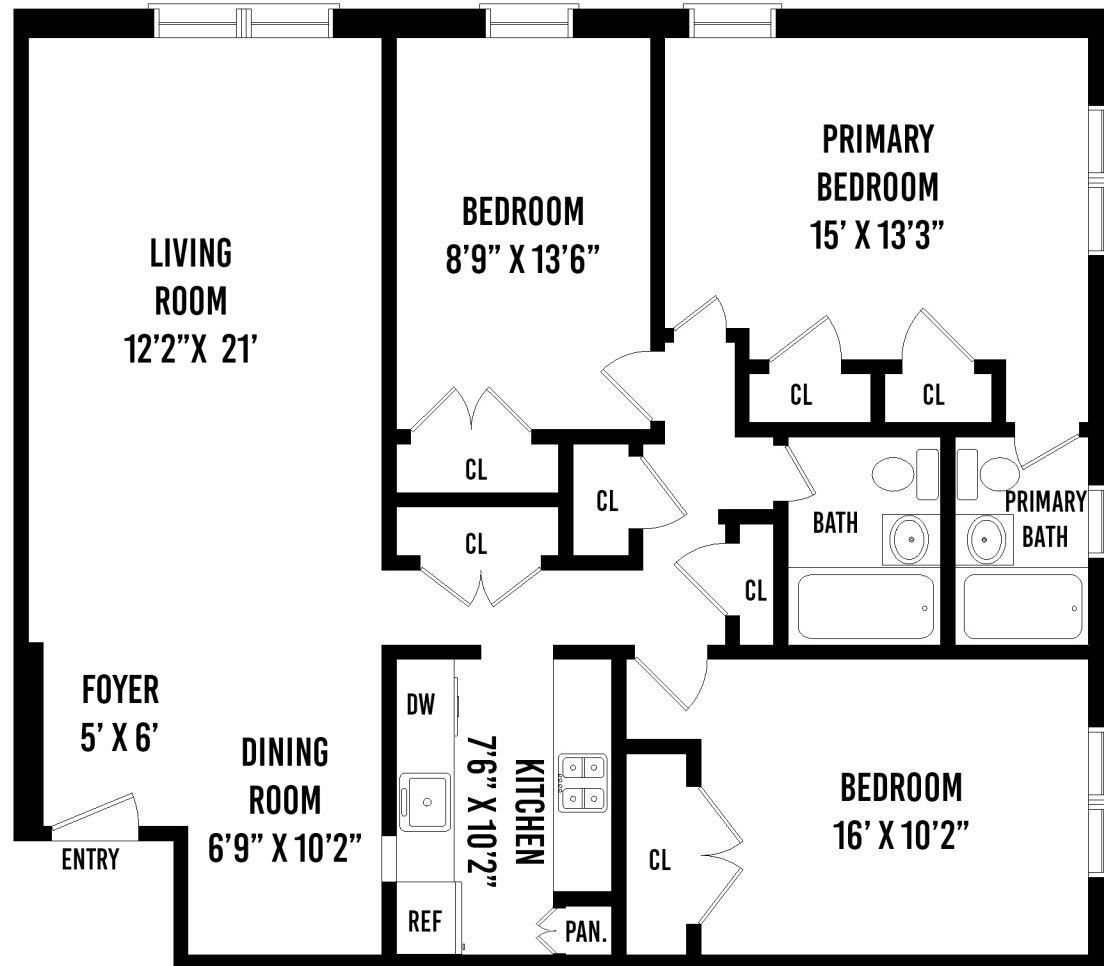 LIVING
ROOM
12’2”X 21’
BEDROOM
8’9” X 13’6”
PRIMARY
BEDROOM
15’ X 13’3”
CL
CL
CL
CL
CL
CL
BATH
PRIMARY
BATH
FOYER
5’ X 6’
ENTRY
DINING
ROOM
6’9” X 10’2”
DW
REF
KITCHEN
7’6” X 10’2”
PAN.
CL
BEDROOM
16’ X 10’2”